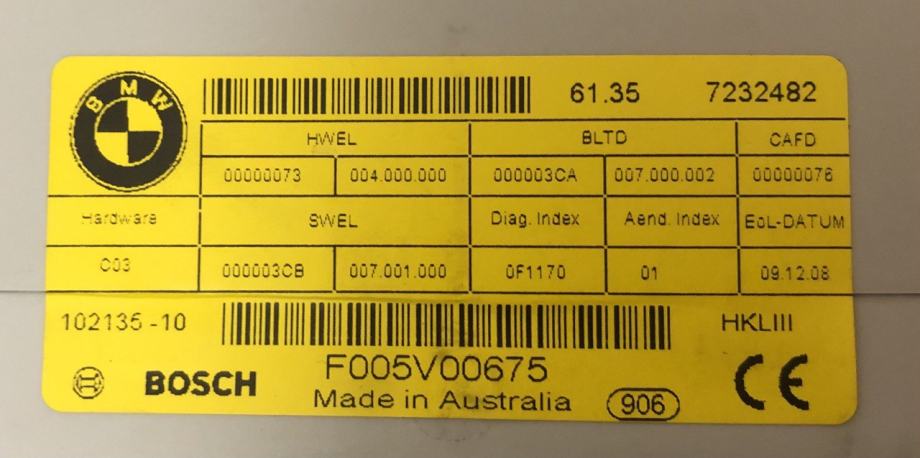 BMW
61.35 7232482
HWEL BLTD CAFD
00000073 004.000.000 000003CA 007.000.002 00000076
Hardware SWEL Diag. Index Aend. Index EoL-DATUM
C03 000003CB 007.001.000 0F1170 01 09.12.08
102135-10 HKLIII
BOSCH F005V00675 CE
Made in Australia 906